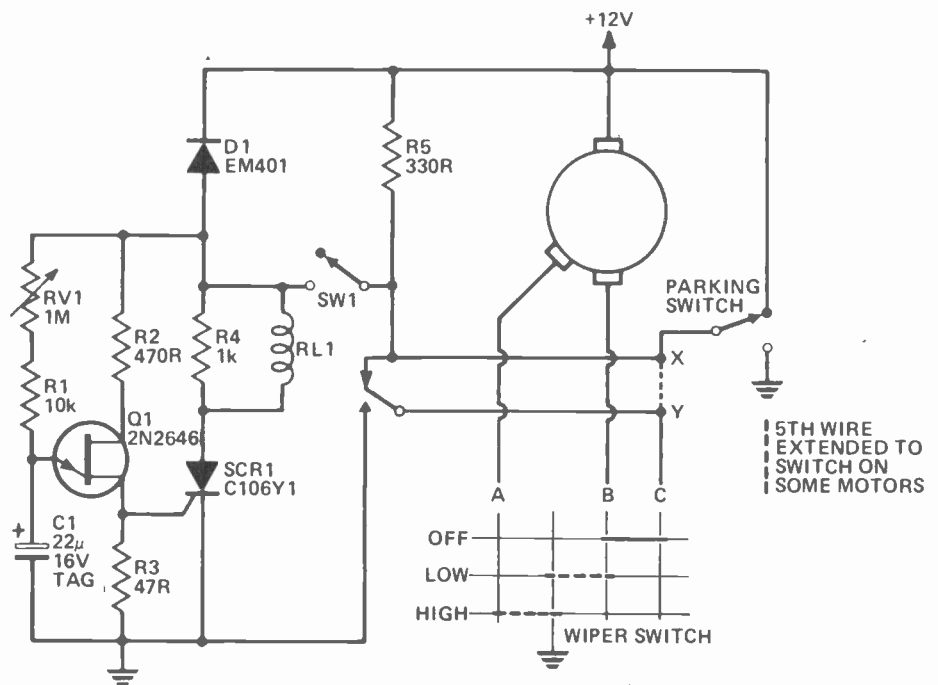 +12V
D1
EM401
R5
330R
RV1
1M
R2
470R
R4
1k
RL1
SW1
PARKING
SWITCH
R1
10k
Q1
2N2646
X
Y
SCR1
C106Y1
5TH WIRE
EXTENDED TO
SWITCH ON
SOME MOTORS
+
C1
22μ
16V
TAG
R3
47R
A B C
OFF
LOW
HIGH
WIPER SWITCH